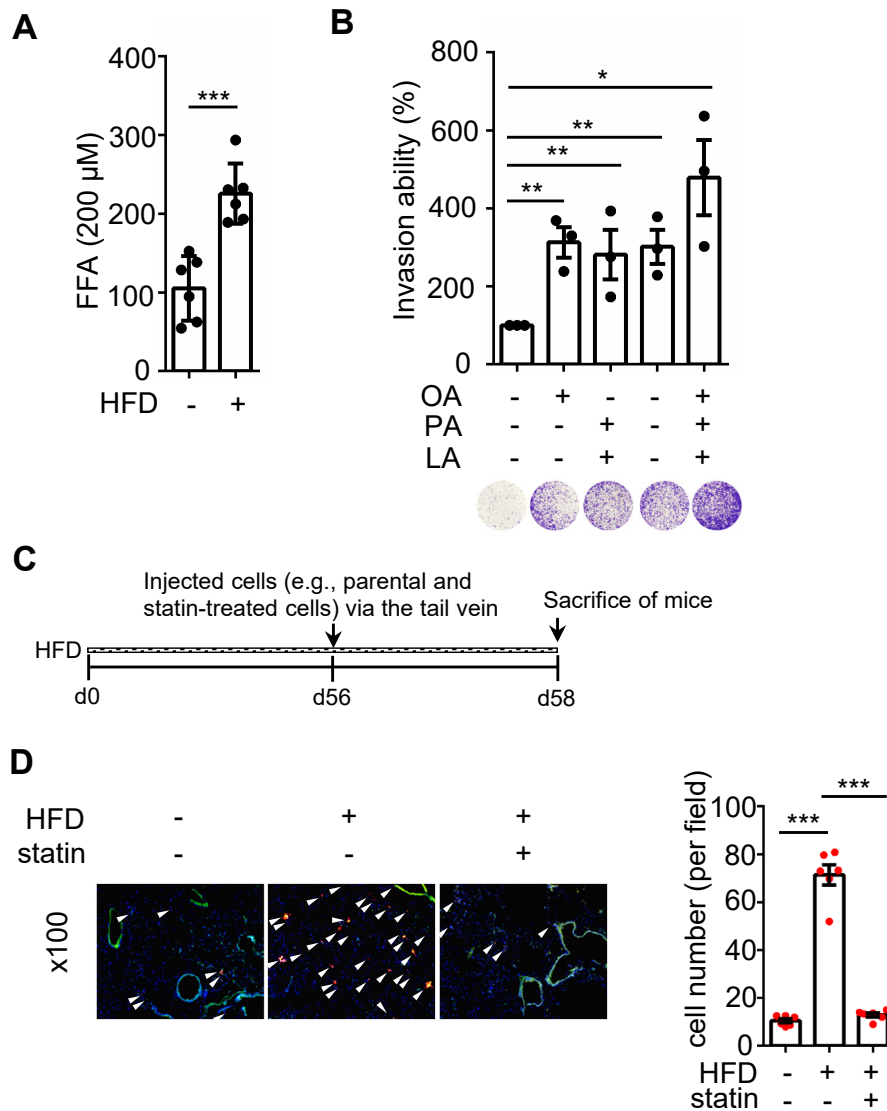 A
400
300
200
100
0
FFA (200 µM)
***
HFD - +
B
800
600
400
200
0
Invasion ability (%)
*
**
**
**
OA - + - - +
PA - - + - +
LA - - + - +
C
Injected cells (e.g., parental and
statin-treated cells) via the tail vein
Sacrifice of mice
HFD
d0 d56 d58
D
HFD - + +
statin - - +
x100
cell number (per field)
100
80
60
40
20
0
*** ***
HFD - + +
statin - - +